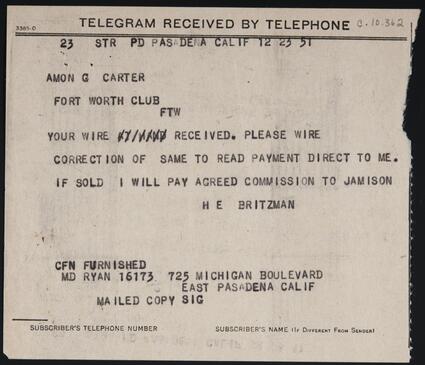 3385-D
TELEGRAM RECEIVED BY TELEPHONE
C.10.362
23 STR PD PASADENA CALIF 12 23 51
AMON G CARTER
FORT WORTH CLUB
FTW
YOUR WIRE RECEIVED. PLEASE WIRE
CORRECTION OF SAME TO READ PAYMENT DIRECT TO ME.
IF SOLD I WILL PAY AGREED COMMISSION TO JAMISON
H E BRITZMAN
CFN FURNISHED
MD RYAN 16173 725 MICHIGAN BOULEVARD
EAST PASADENA CALIF
MAILED COPY SIG
SUBSCRIBER'S TELEPHONE NUMBER SUBSCRIBER'S NAME (IF DIFFERENT FROM SENDER)